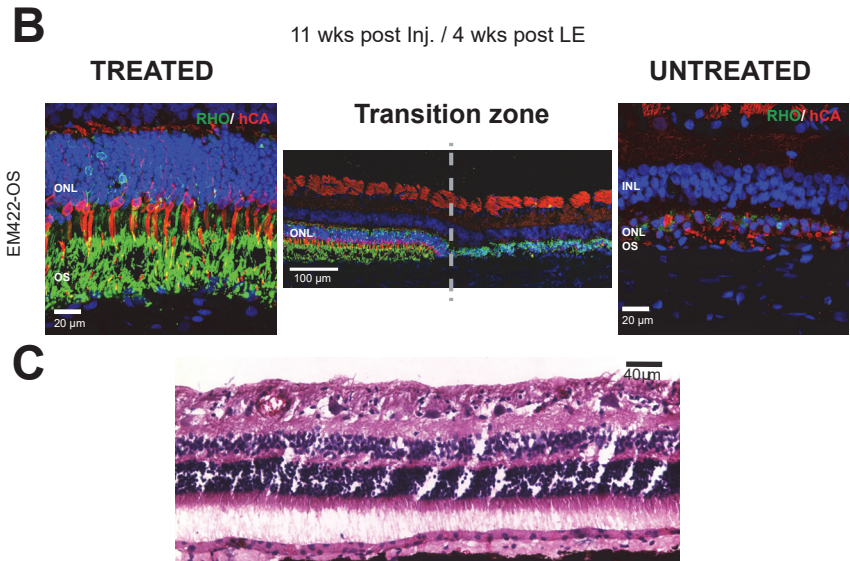 B
11 wks post Inj. / 4 wks post LE
TREATED
Transition zone
UNTREATED
EM422-OS
RHO/ hCA
ONL
OS
20 µm
ONL
100 µm
RHO/ hCA
INL
ONL
OS
20 µm
C
40µm